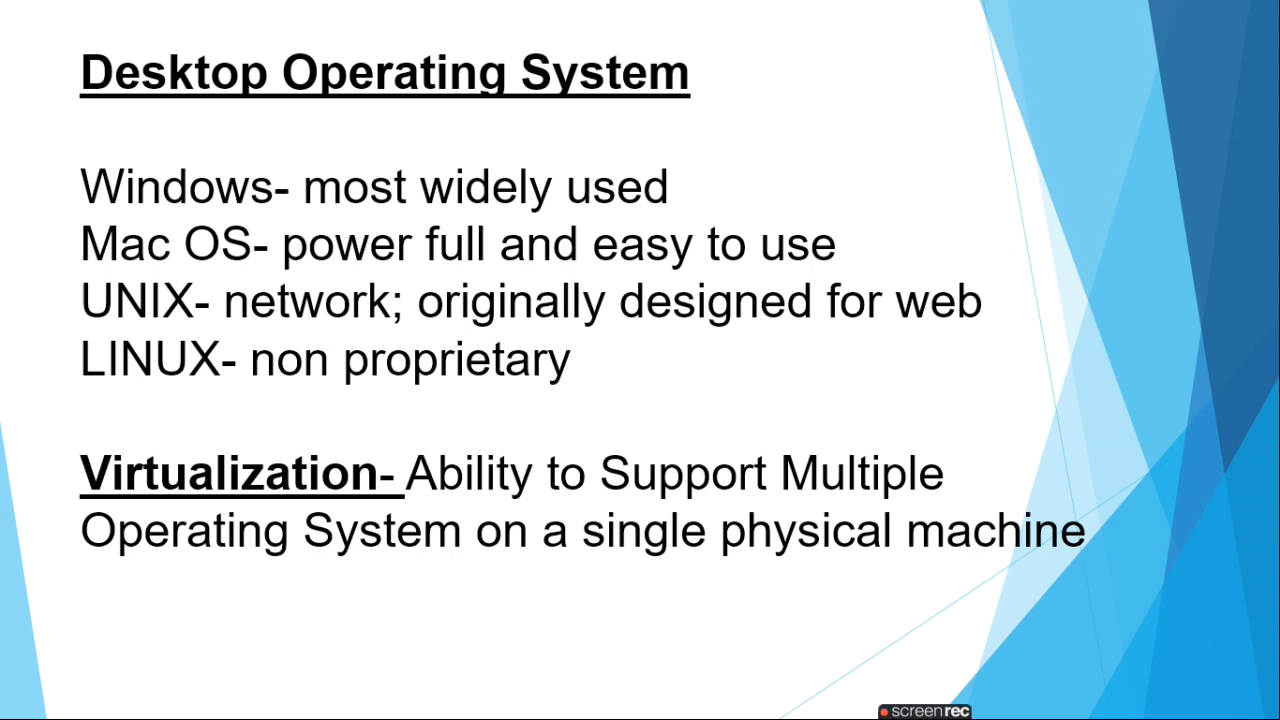 Desktop Operating System
Windows- most widely used
Mac OS- power full and easy to use
UNIX- network; originally designed for web
LINUX- non proprietary
Virtualization- Ability to Support Multiple
Operating System on a single physical machine
screenrec